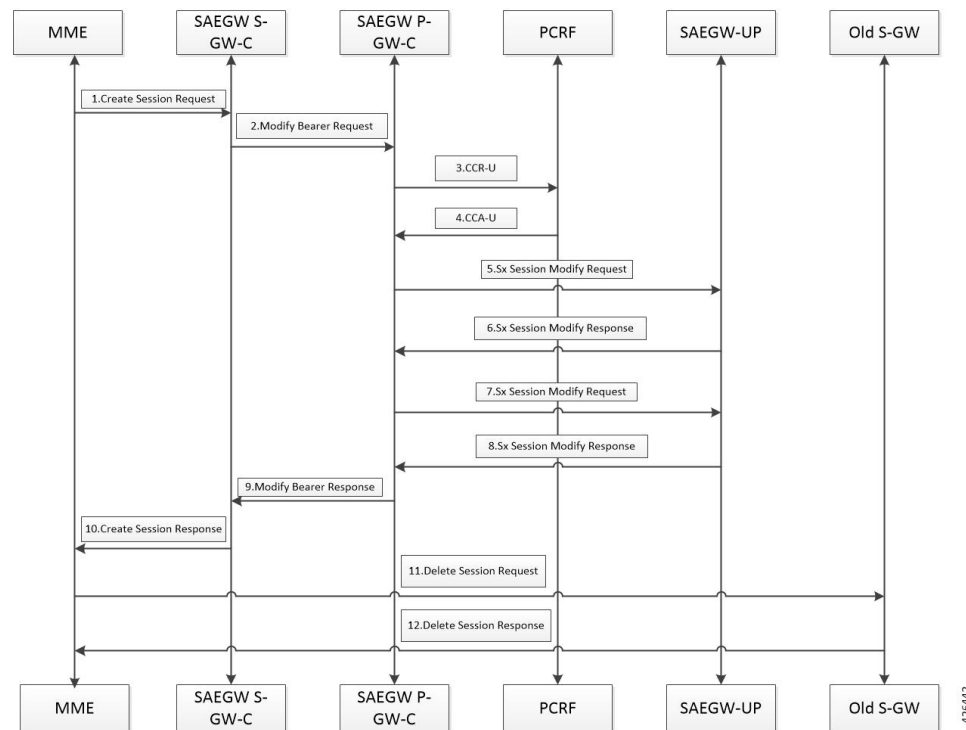 MME
SAEGW S-
GW-C
SAEGW P-
GW-C
PCRF
SAEGW-UP
Old S-GW
1.Create Session Request
2.Modify Bearer Request
3.CCR-U
4.CCA-U
5.Sx Session Modify Request
6.Sx Session Modify Response
7.Sx Session Modify Request
8.Sx Session Modify Response
9.Modify Bearer Response
10.Create Session Response
11.Delete Session Request
12.Delete Session Response
MME
SAEGW S-
GW-C
SAEGW P-
GW-C
PCRF
SAEGW-UP
Old S-GW